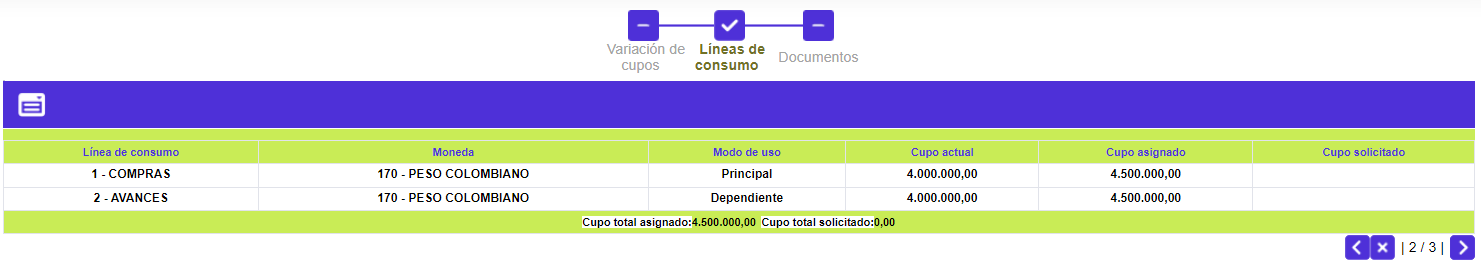 Variación de cupos
Líneas de consumo
Documentos
Línea de consumo Moneda Modo de uso Cupo actual Cupo asignado Cupo solicitado
1 - COMPRAS 170 - PESO COLOMBIANO Principal 4.000.000,00 4.500.000,00
2 - AVANCES 170 - PESO COLOMBIANO Dependiente 4.000.000,00 4.500.000,00
Cupo total asignado:4.500.000,00 Cupo total solicitado:0,00
| 2 / 3 |